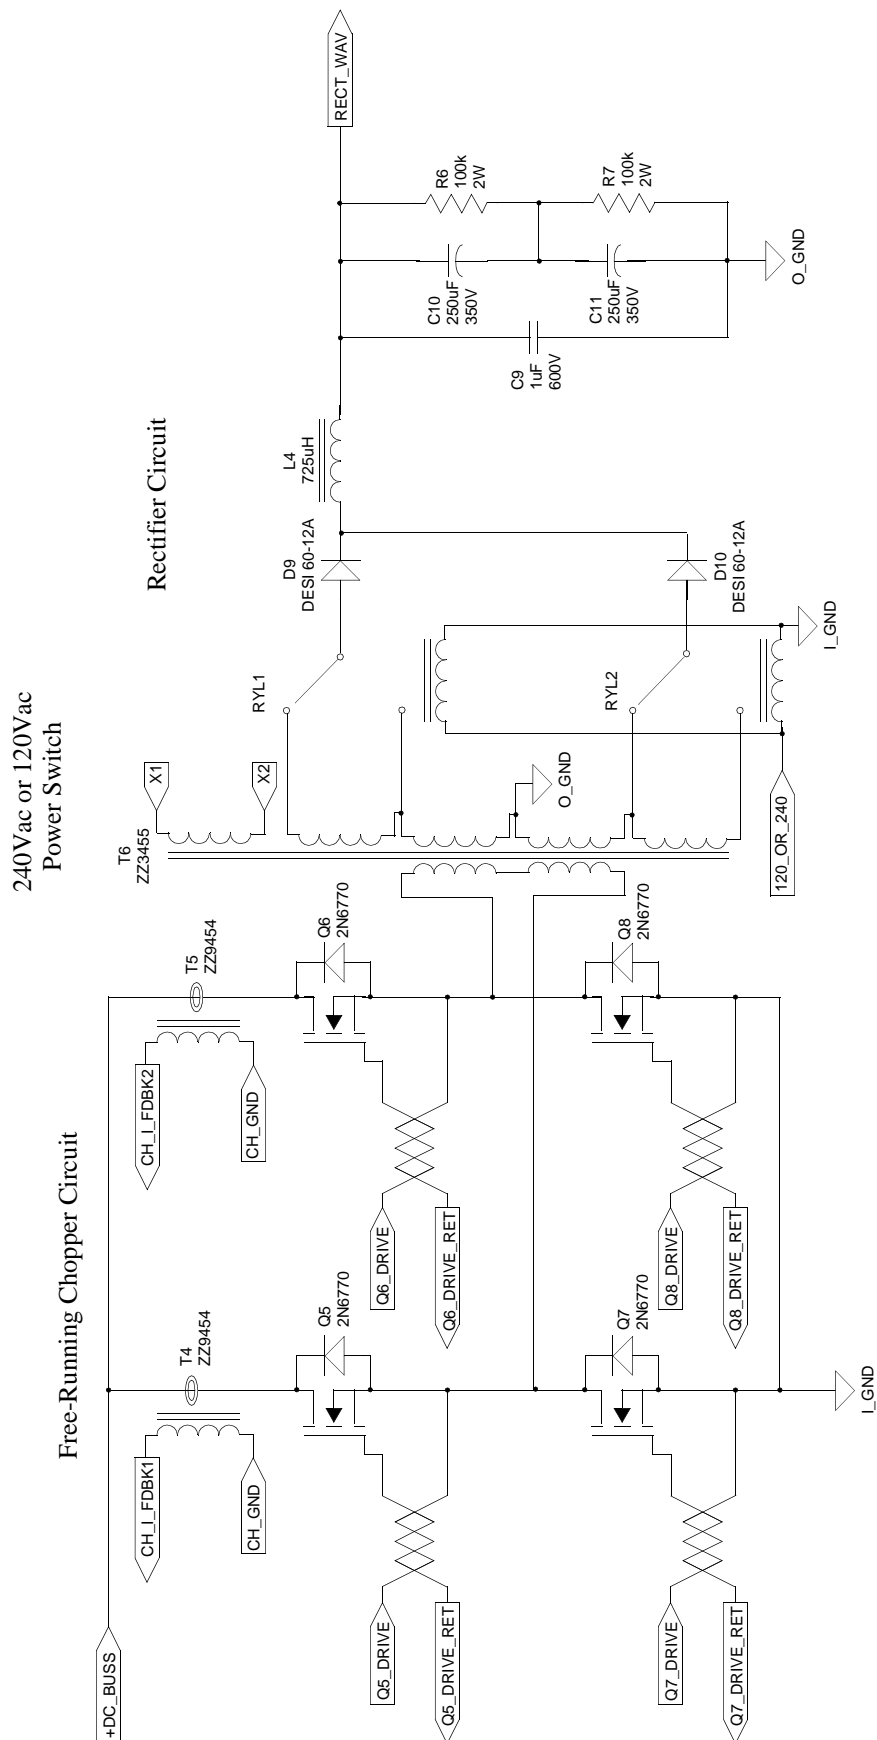 240Vac or 120Vac
Power Switch
Free-Running Chopper Circuit
Rectifier Circuit
+DC_BUSS
CH_I_FDBK1
CH_GND
T4
ZZ9454
CH_I_FDBK2
CH_GND
T5
ZZ9454
T6
ZZ3455
X1
X2
Q5_DRIVE
Q5_DRIVE_RET
Q5
2N6770
Q6_DRIVE
Q6_DRIVE_RET
Q6
2N6770
Q7_DRIVE
Q7_DRIVE_RET
Q7
2N6770
Q8_DRIVE
Q8_DRIVE_RET
Q8
2N6770
I_GND
O_GND
120_OR_240
RYL1
RYL2
I_GND
D9
DESI 60-12A
D10
DESI 60-12A
L4
725uH
C9
1uF
600V
C10
250uF
350V
C11
250uF
350V
R6
100k
2W
R7
100k
2W
O_GND
RECT_WAV